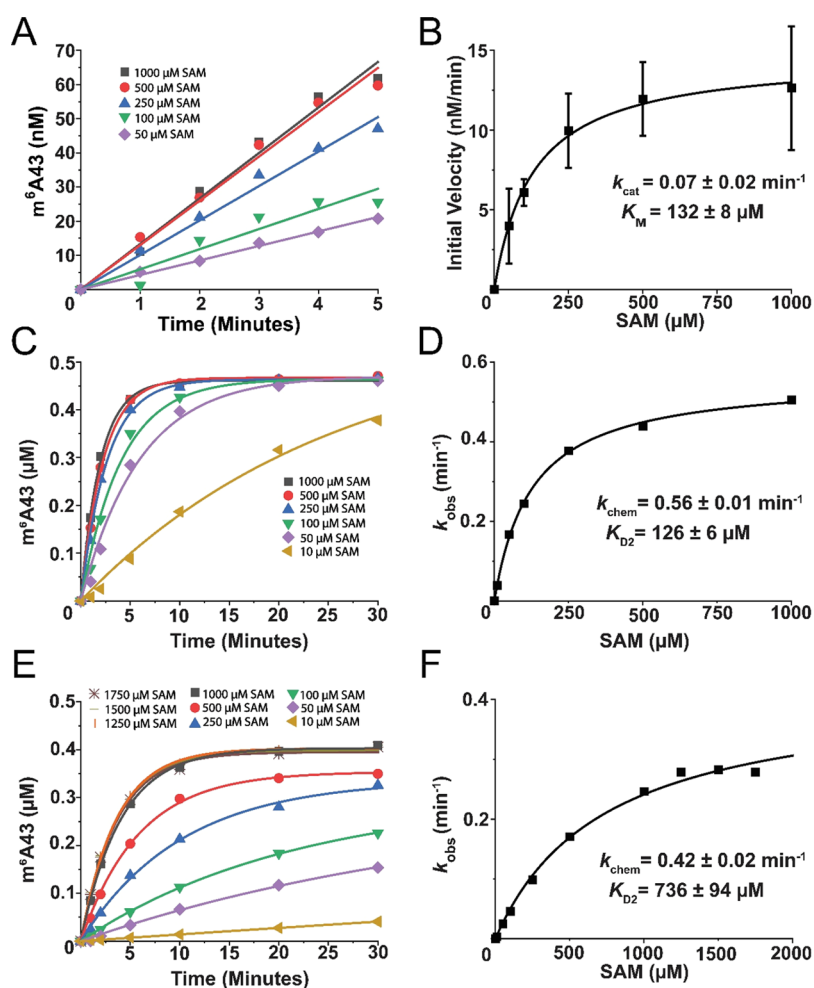 A
m⁶A43 (nM)
70
60
50
40
30
20
10
0
1
2
3
4
5
Time (Minutes)
1000 µM SAM
500 µM SAM
250 µM SAM
100 µM SAM
50 µM SAM
B
Initial Velocity (nM/min)
15
10
5
0
0
250
500
750
1000
SAM (µM)
kcat = 0.07 ± 0.02 min⁻¹
KM = 132 ± 8 µM
C
m⁶A43 (µM)
0.5
0.4
0.3
0.2
0.1
0
5
10
15
20
25
30
Time (Minutes)
1000 µM SAM
500 µM SAM
250 µM SAM
100 µM SAM
50 µM SAM
10 µM SAM
D
kobs (min⁻¹)
0.6
0.4
0.2
0
0
250
500
750
1000
SAM (µM)
kchem = 0.56 ± 0.01 min⁻¹
KD2 = 126 ± 6 µM
E
m⁶A43 (µM)
0.5
0.4
0.3
0.2
0.1
0
5
10
15
20
25
30
Time (Minutes)
1750 µM SAM
1500 µM SAM
1250 µM SAM
1000 µM SAM
500 µM SAM
250 µM SAM
100 µM SAM
50 µM SAM
10 µM SAM
F
kobs (min⁻¹)
0.4
0.2
0
0
500
1000
1500
2000
SAM (µM)
kchem = 0.42 ± 0.02 min⁻¹
KD2 = 736 ± 94 µM